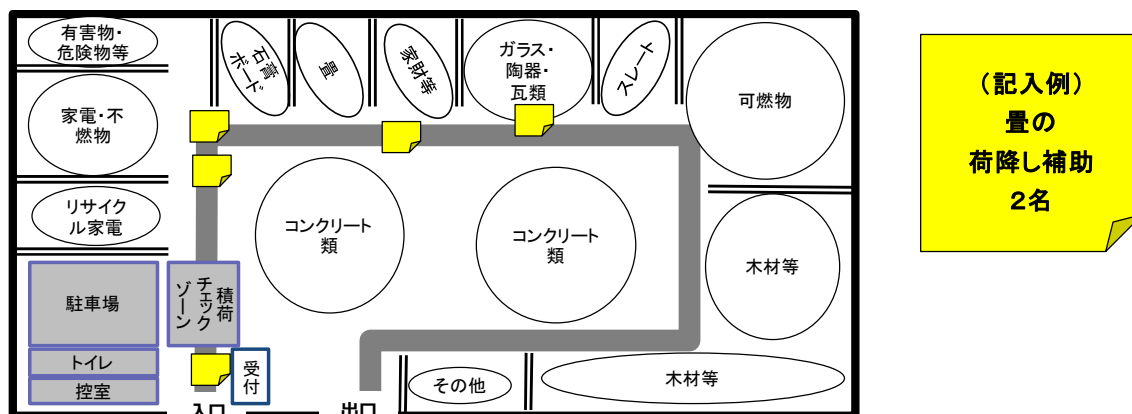 有害物・
危険物等
石膏
ボード
畳
家財等
ガラス・
陶器・
瓦類
スレート
可燃物
家電・不
燃物
リサイク
ル家電
コンクリート
類
コンクリート
類
木材等
駐車場
積荷
チェック
ゾーン
トイレ
控室
受付
入口
出口
その他
木材等
（記入例）
畳の
荷降し補助
2名